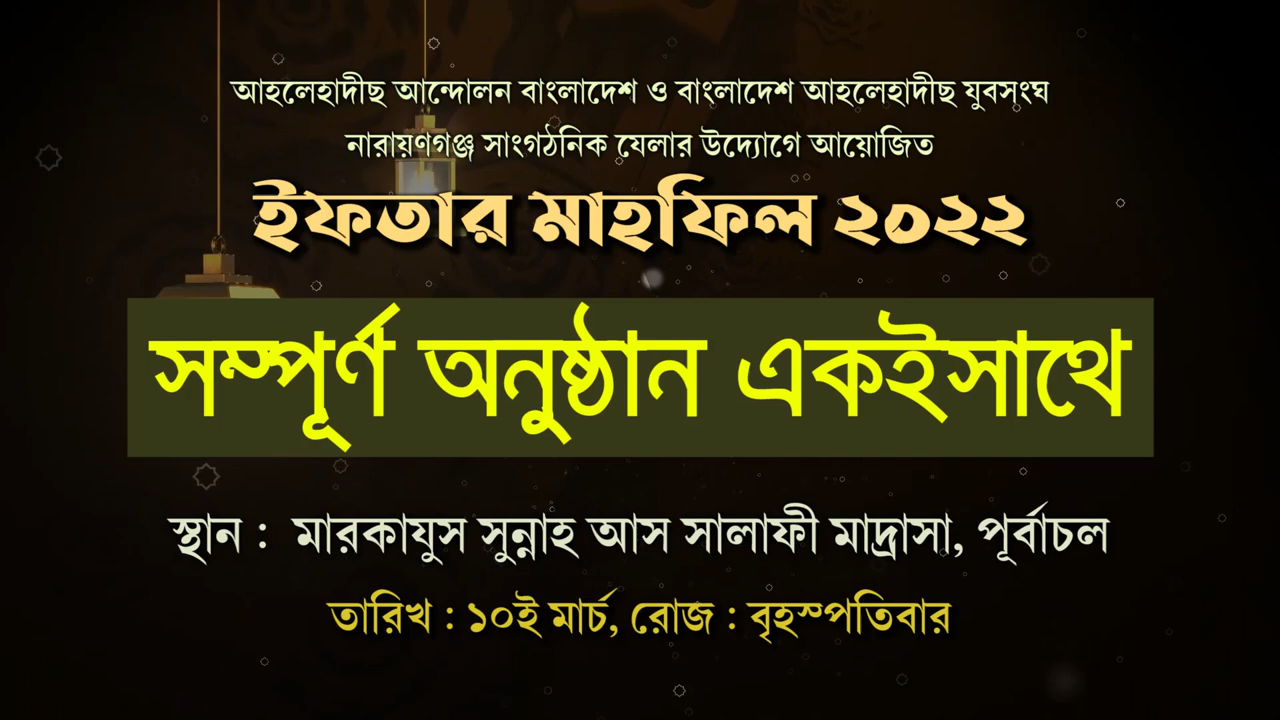 আহলেহাদীছ আন্দোলন বাংলাদেশ ও বাংলাদেশ আহলেহাদীছ যুবসংঘ
নারায়ণগঞ্জ সাংগঠনিক যেলার উদ্যোগে আয়োজিত
ইফতার মাহফিল ২০২২
সম্পূর্ণ অনুষ্ঠান একইসাথে
স্থান : মারকাযুস সুন্নাহ আস সালাফী মাদ্রাসা, পূর্বাচল
তারিখ : ১০ই মার্চ, রোজ : বৃহস্পতিবার